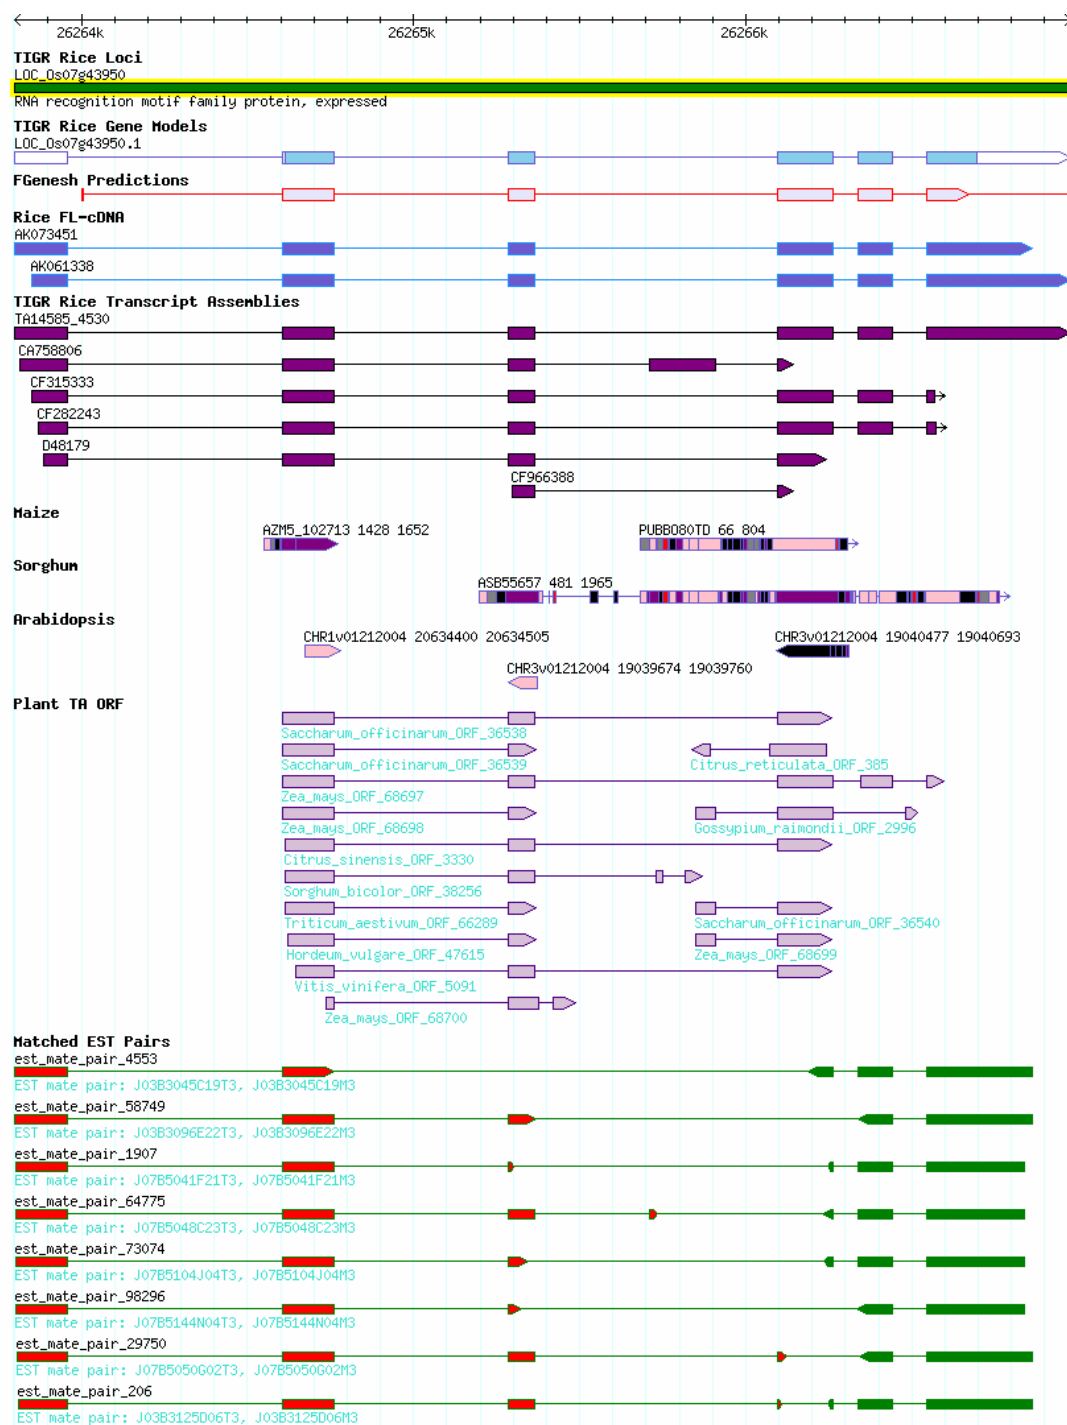 26264k 26265k 26266k
TIGR Rice Loci
LOC_Os07g43950
RNA recognition motif family protein, expressed
TIGR Rice Gene Models
LOC_Os07g43950.1
FGenesh Predictions
Rice FL-cDNA
AK073451
AK061338
TIGR Rice Transcript Assemblies
TA14585_4530
CA758806
CF315333
CF282243
D48179
CF966388
Maize
AZM5_102713 1428 1652 PUBBO80TD 66 804
Sorghum
ASB55657 481 1965
Arabidopsis
CHR1v01212004 20634400 20634505 CHR3v01212004 19040477 19040693
CHR3v01212004 19039674 19039760
Plant TA ORF
Saccharum_officinarum_ORF_36538
Saccharum_officinarum_ORF_36539 Citrus_reticulata_ORF_385
Zea_mays_ORF_68697
Zea_mays_ORF_68698 Gossypium_raimondii_ORF_2996
Citrus_sinensis_ORF_3330
Sorghum_bicolor_ORF_38256
Triticum_aestivum_ORF_66289 Saccharum_officinarum_ORF_36540
Hordeum_vulgare_ORF_47615 Zea_mays_ORF_68699
Vitis_vinifera_ORF_5091
Zea_mays_ORF_68700
Matched EST Pairs
est_mate_pair_4553
EST mate pair: J03B3045C19T3, J03B3045C19M3
est_mate_pair_58749
EST mate pair: J03B3096E22T3, J03B3096E22M3
est_mate_pair_1907
EST mate pair: J07B5041F21T3, J07B5041F21M3
est_mate_pair_64775
EST mate pair: J07B5048C23T3, J07B5048C23M3
est_mate_pair_73074
EST mate pair: J07B5104J04T3, J07B5104J04M3
est_mate_pair_98296
EST mate pair: J07B5144N04T3, J07B5144N04M3
est_mate_pair_29750
EST mate pair: J07B5050G02T3, J07B5050G02M3
est_mate_pair_206
EST mate pair: J03B3125D06T3, J03B3125D06M3